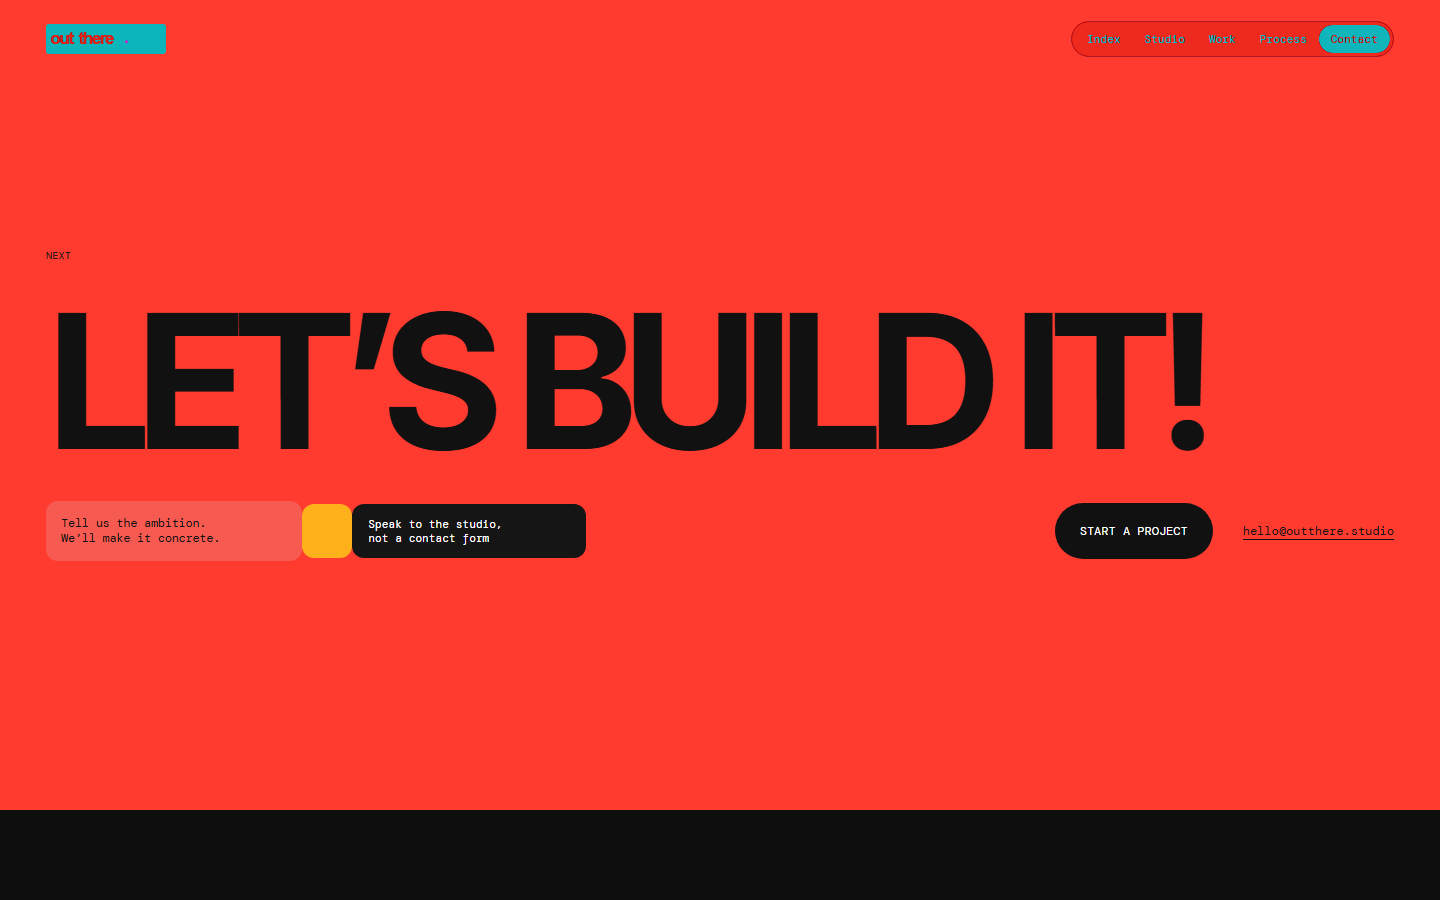 out there .
Index Studio Work Process Contact
NEXT
LET’S BUILD IT!
Tell us the ambition.
We’ll make it concrete.
Speak to the studio,
not a contact form
START A PROJECT
hello@outthere.studio